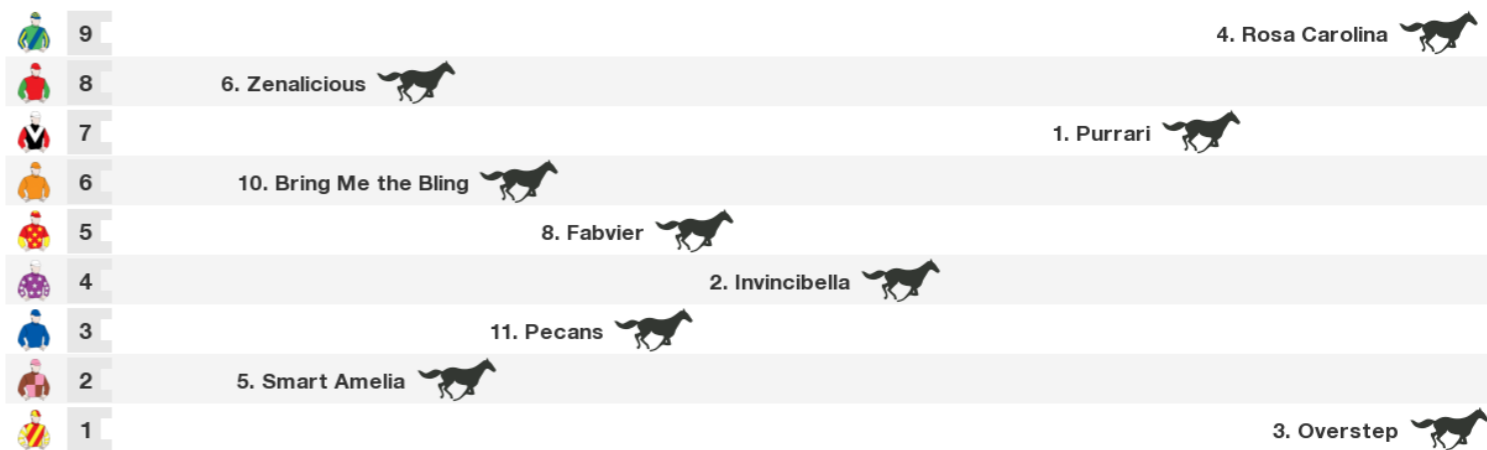 9 4. Rosa Carolina
8 6. Zenalicious
7 1. Purrari
6 10. Bring Me the Bling
5 8. Fabvier
4 2. Invincibella
3 11. Pecans
2 5. Smart Amelia
1 3. Overstep